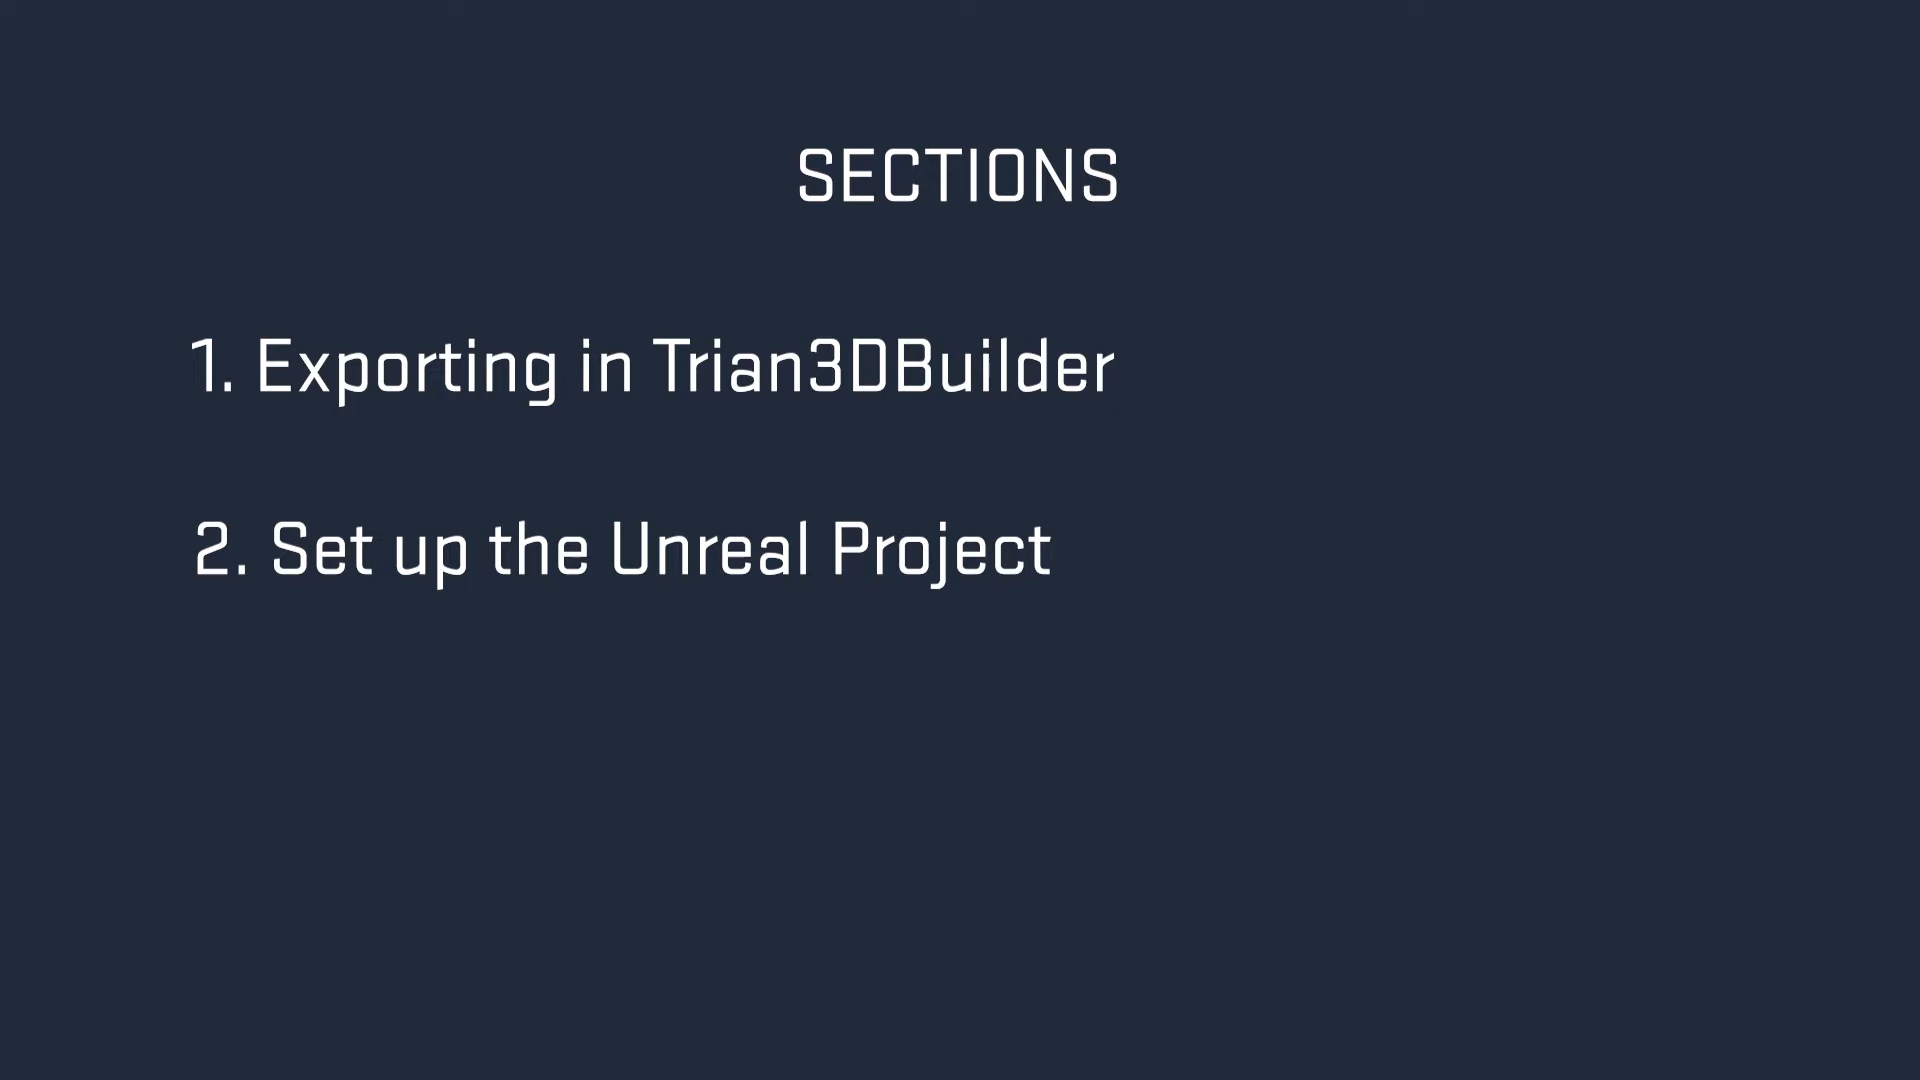 SECTIONS
1. Exporting in Trian3DBuilder
2. Set up the Unreal Project